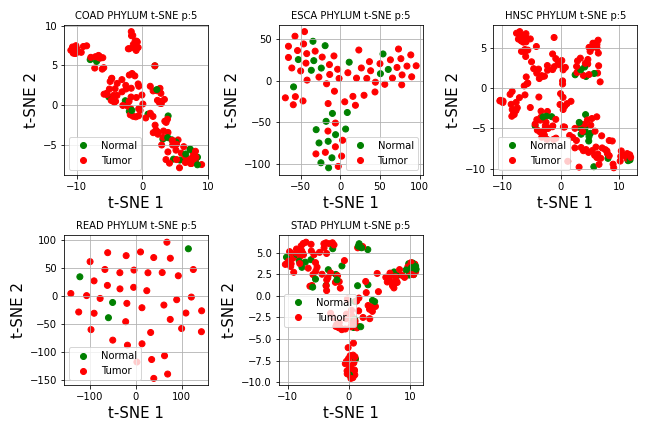 COAD PHYLUM t-SNE p:5
ESCA PHYLUM t-SNE p:5
HNSC PHYLUM t-SNE p:5
10
5
0
−5
t-SNE 2
Normal
Tumor
−10
0
10
t-SNE 1
50
0
−50
−100
t-SNE 2
Normal
Tumor
−50
0
50
100
t-SNE 1
5
0
−5
−10
t-SNE 2
Normal
Tumor
−10
0
10
t-SNE 1
READ PHYLUM t-SNE p:5
STAD PHYLUM t-SNE p:5
100
50
0
−50
−100
−150
t-SNE 2
Normal
Tumor
−100
0
100
t-SNE 1
5.0
2.5
0.0
−2.5
−5.0
−7.5
−10.0
t-SNE 2
Normal
Tumor
−10
0
10
t-SNE 1